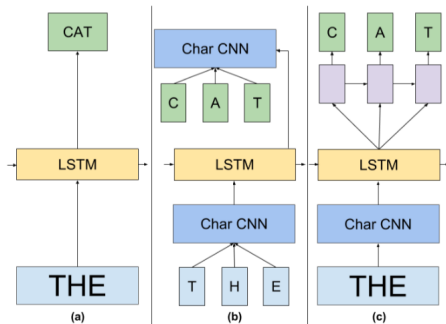 CAT
LSTM
THE
(a)
Char CNN
C A T
LSTM
Char CNN
T H E
(b)
C A T
LSTM
Char CNN
THE
(c)